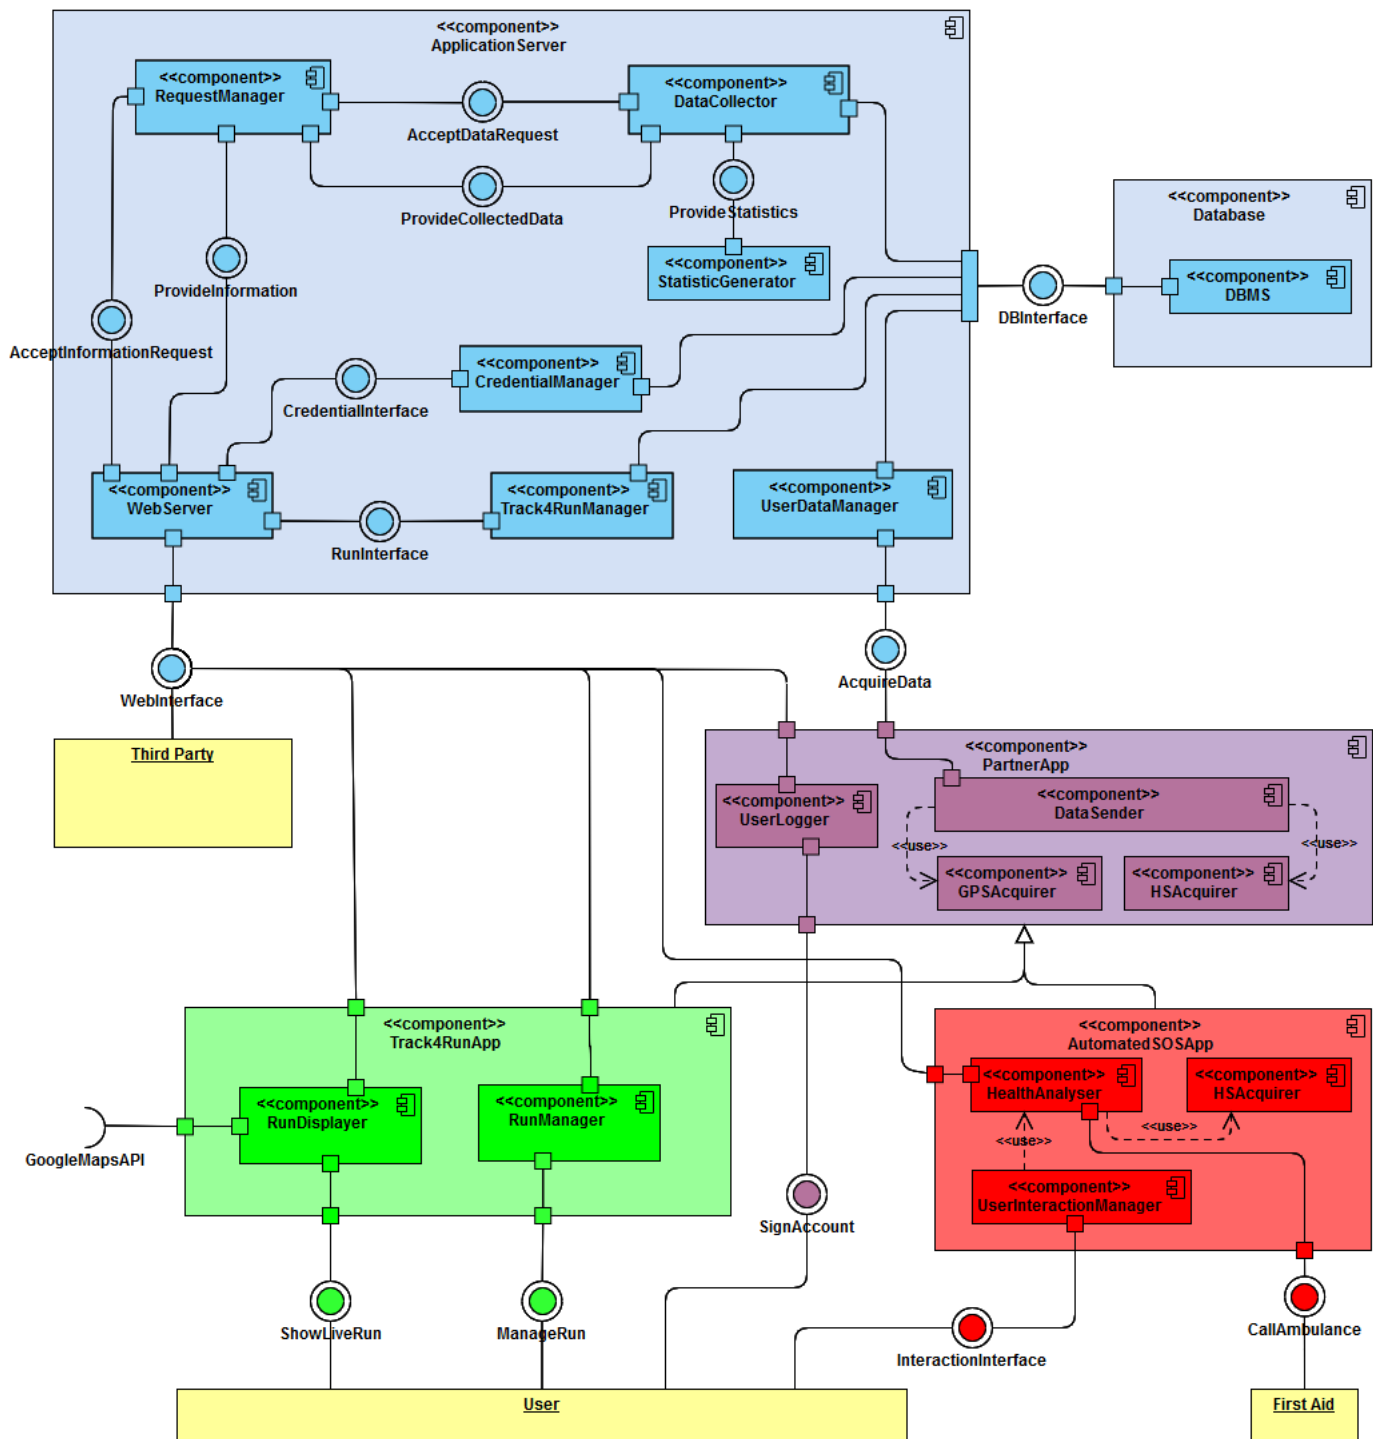 <<component>>
ApplicationServer
<<component>>
RequestManager
<<component>>
DataCollector
AcceptDataRequest
ProvideCollectedData
ProvideStatistics
<<component>>
Database
<<component>>
StatisticGenerator
<<component>>
DBMS
ProvideInformation
DBInterface
AcceptInformationRequest
<<component>>
CredentialManager
CredentialInterface
<<component>>
WebServer
<<component>>
Track4RunManager
<<component>>
UserDataManager
RunInterface
WebInterface
AcquireData
Third Party
<<component>>
PartnerApp
<<component>>
UserLogger
<<component>>
DataSender
<<use>>
<<use>>
<<component>>
GPSAcquirer
<<component>>
HSAcquirer
<<component>>
Track4RunApp
<<component>>
AutomatedSOSApp
<<component>>
RunDisplayer
<<component>>
RunManager
<<component>>
HealthAnalyser
<<component>>
HSAcquirer
<<use>>
<<use>>
GoogleMapsAPI
<<component>>
UserInteractionManager
SignAccount
ShowLiveRun
ManageRun
InteractionInterface
CallAmbulance
User
First Aid